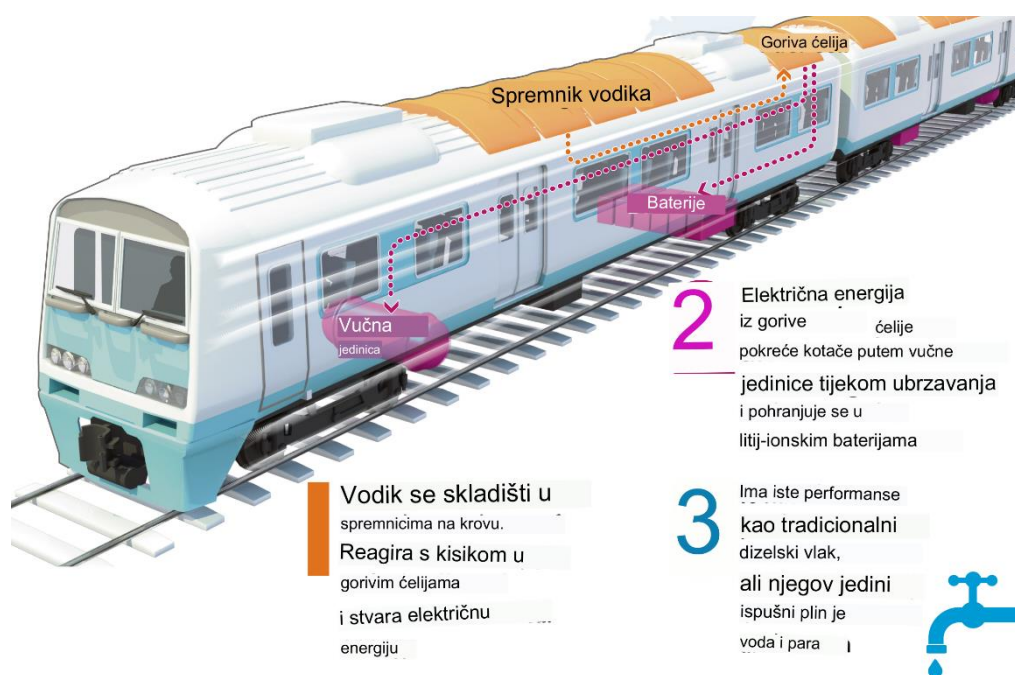 Goriva ćelija
Spremnik vodika
Baterije
Vučna
jedinica
Vodik se skladišti u
spremnicima na krovu.
Reagira s kisikom u
gorivim ćelijama
i stvara električnu
energiju
2
Električna energija
iz gorive ćelije
pokreće kotače putem vučne
jedinice tijekom ubrzavanja
i pohranjuje se u
litij-ionskim baterijama
3
Ima iste performanse
kao tradicionalni
dizelski vlak,
ali njegov jedini
ispušni plin je
voda i para